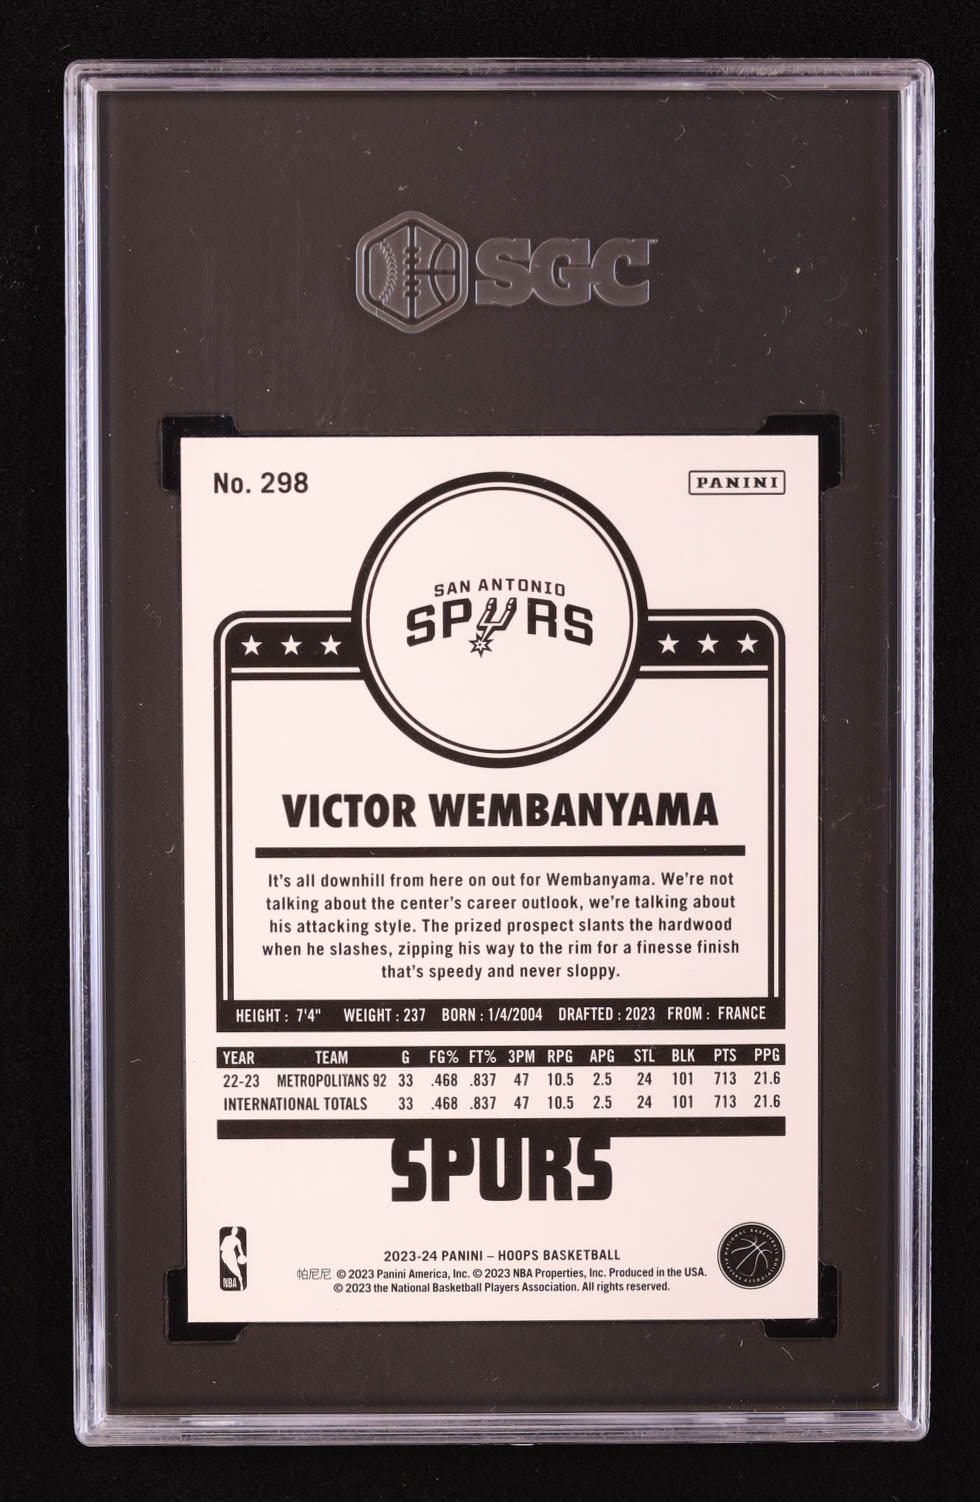 SGC
No. 298
PANINI
SAN ANTONIO
SPURS
VICTOR WEMBANYAMA
It's all downhill from here on out for Wembanyama. We're not
talking about the center's career outlook, we're talking about
his attacking style. The prized prospect slants the hardwood
when he slashes, zipping his way to the rim for a finesse finish
that's speedy and never sloppy.
HEIGHT : 7'4" WEIGHT : 237 BORN : 1/4/2004 DRAFTED : 2023 FROM : FRANCE
YEAR TEAM G FG% FT% 3PM RPG APG STL BLK PTS PPG
22-23 METROPOLITANS 92 33 .468 .837 47 10.5 2.5 24 101 713 21.6
INTERNATIONAL TOTALS 33 .468 .837 47 10.5 2.5 24 101 713 21.6
SPURS
NBA
2023-24 PANINI – HOOPS BASKETBALL
帕尼尼 © 2023 Panini America, Inc. © 2023 NBA Properties, Inc. Produced in the USA.
© 2023 the National Basketball Players Association. All rights reserved.
NATIONAL BASKETBALL PLAYERS ASSOCIATION